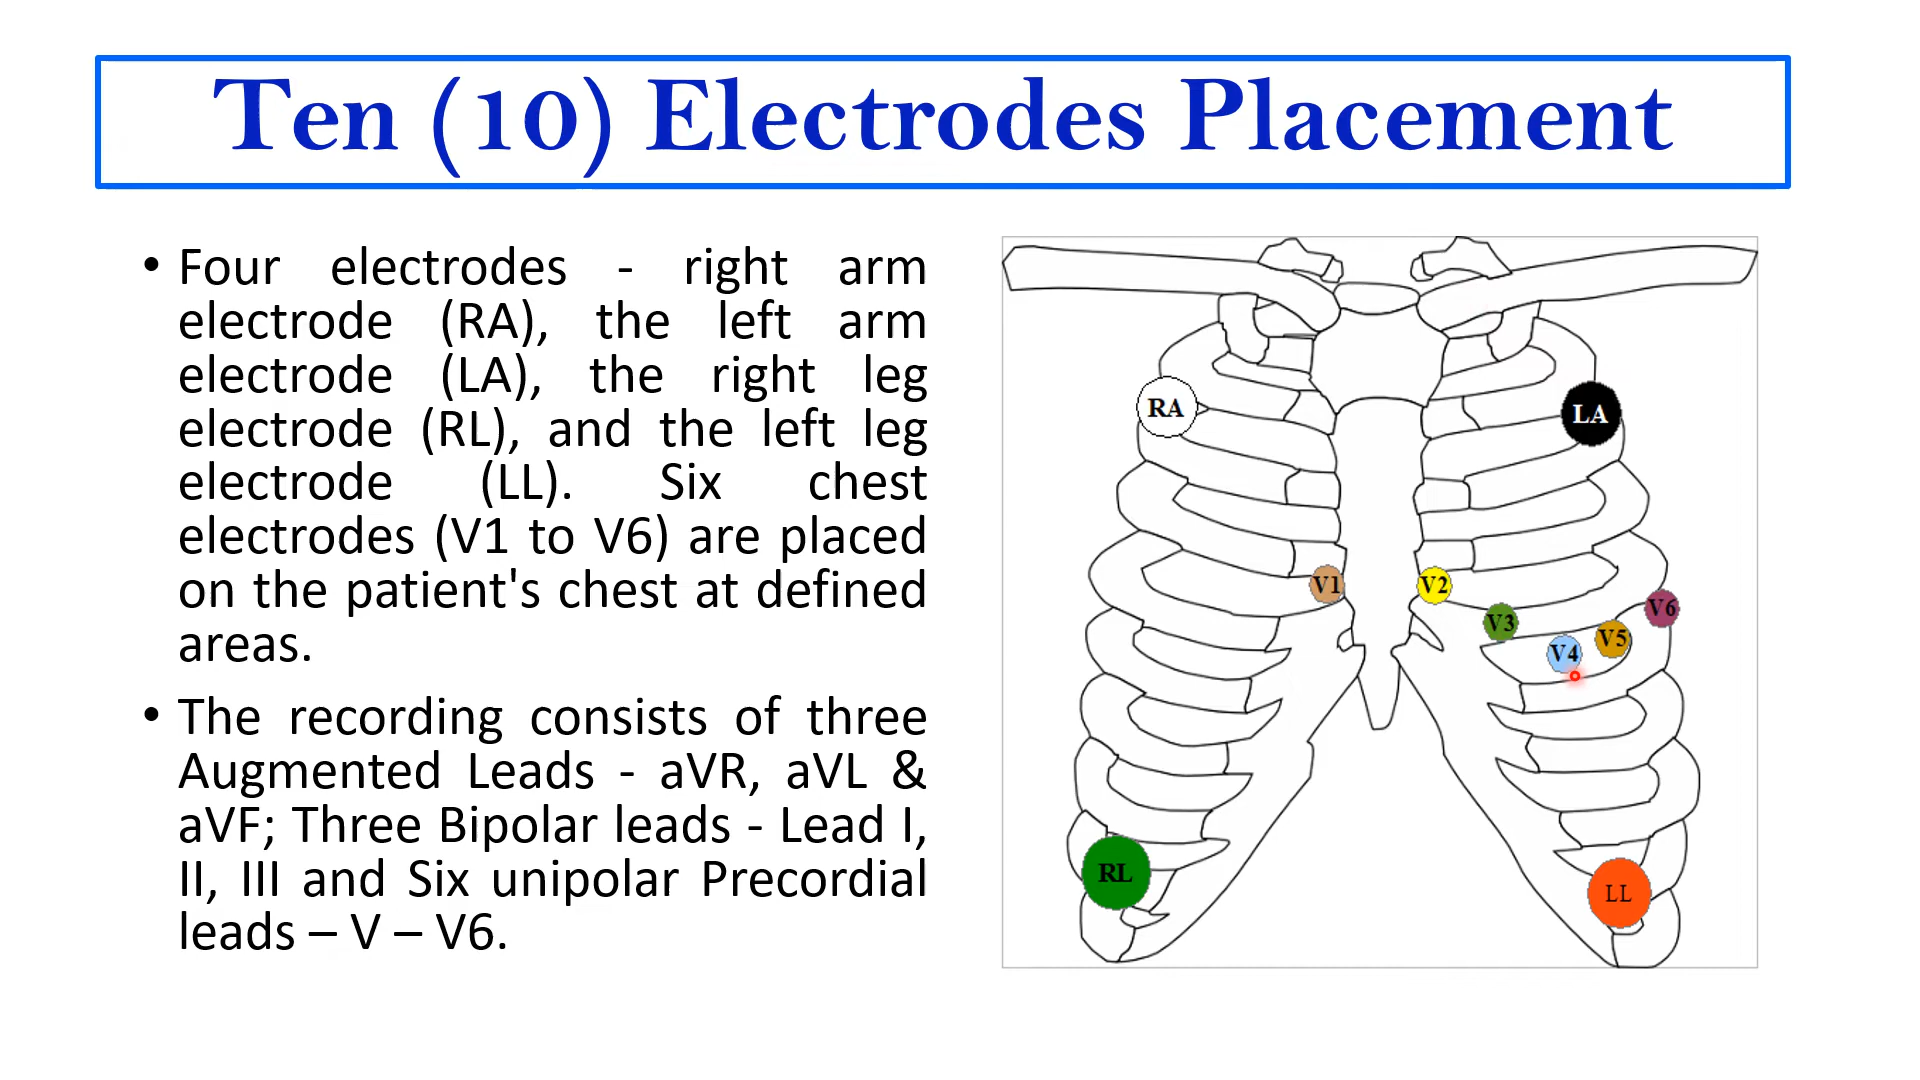 Ten (10) Electrodes Placement
• Four electrodes - right arm
electrode (RA), the left arm
electrode (LA), the right leg
electrode (RL), and the left leg
electrode (LL). Six chest
electrodes (V1 to V6) are placed
on the patient's chest at defined
areas.
• The recording consists of three
Augmented Leads - aVR, aVL &
aVF; Three Bipolar leads - Lead I,
II, III and Six unipolar Precordial
leads – V – V6.
RA
LA
V1
V2
V3
V4
V5
V6
RL
LL